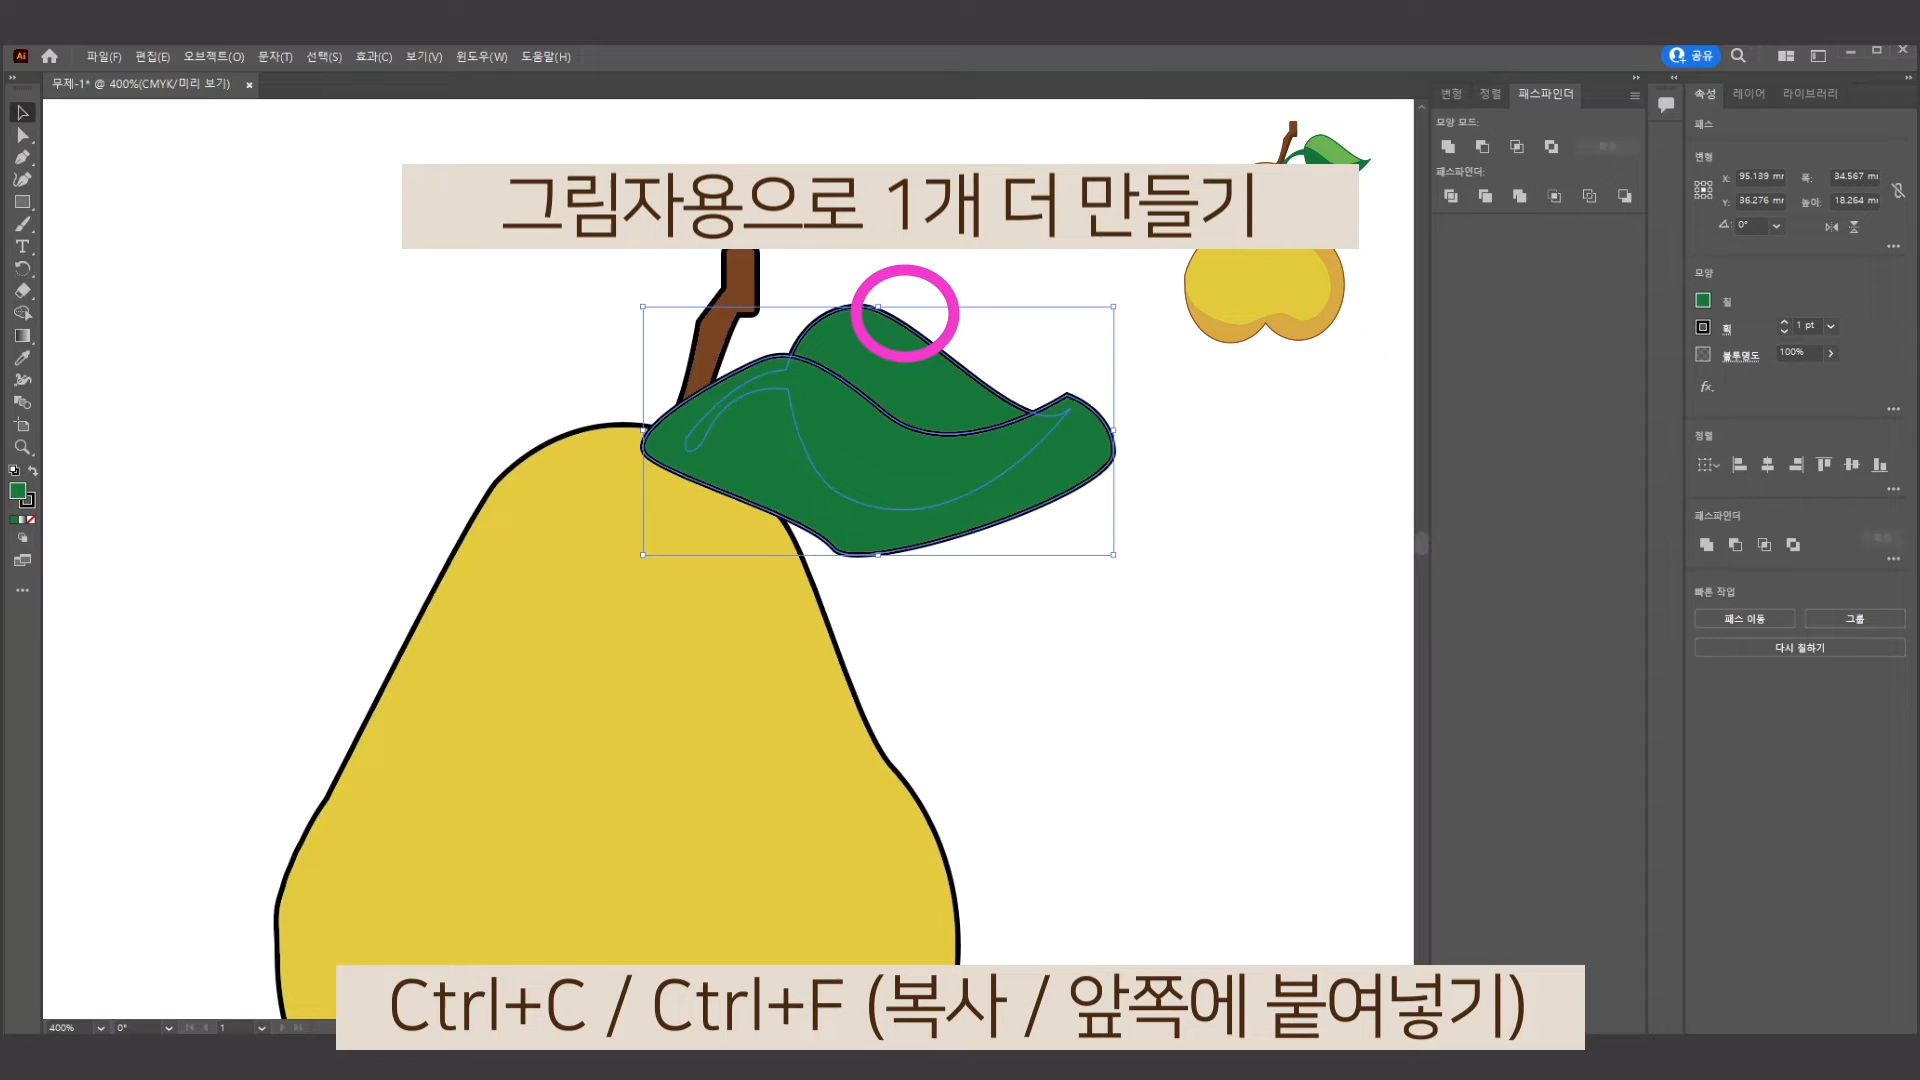 Ai
파일(F) 편집(E) 오브젝트(O) 문자(T) 선택(S) 효과(C) 보기(V) 윈도우(W) 도움말(H)
공유
무제-1* @ 400%(CMYK/미리 보기)
그림자용으로 1개 더 만들기
변형 정렬 패스파인더
모양 모드:
패스파인더:
속성 레이어 라이브러리
패스
변형
X: 95.139 mm 폭: 34.567 mm
Y: 36.276 mm 높이: 18.264 mm
0°
모양
칠
획 1 pt
불투명도 100%
fx.
정렬
패스파인더
빠른 작업
패스 이동 그룹
다시 칠하기
Ctrl+C / Ctrl+F (복사 / 앞쪽에 붙여넣기)
400% 0° 1